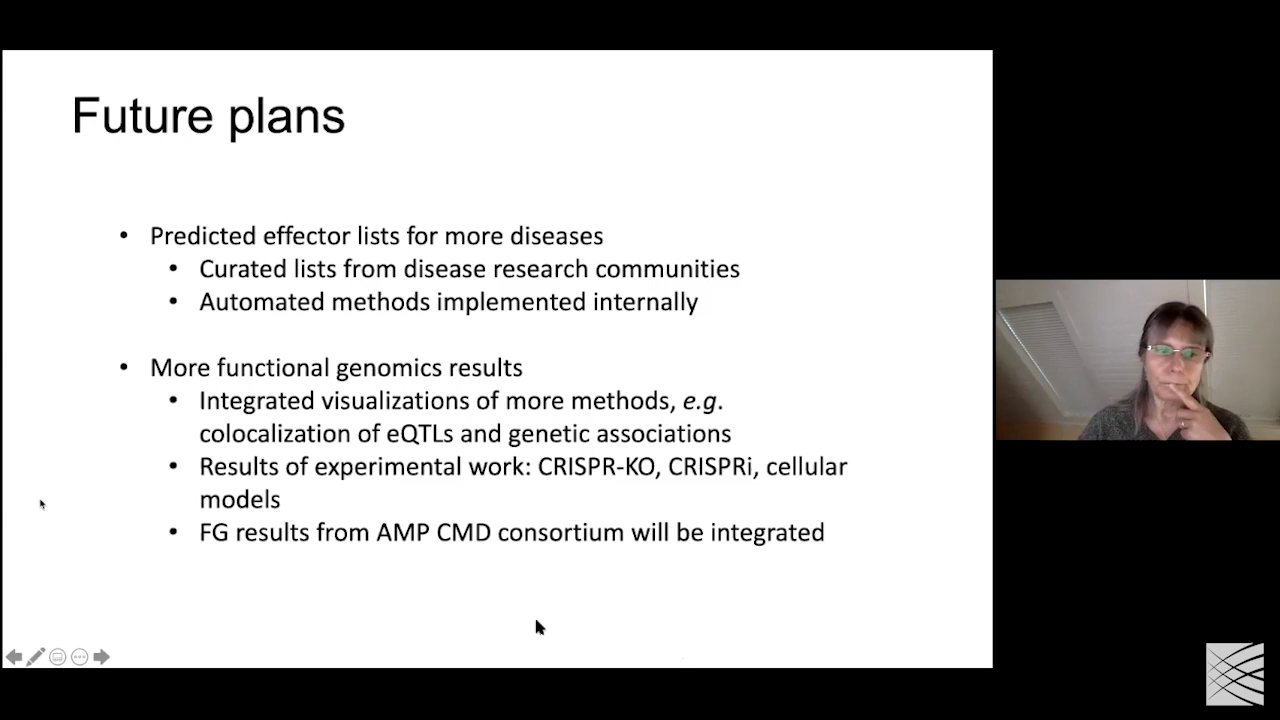 Future plans
• Predicted effector lists for more diseases
• Curated lists from disease research communities
• Automated methods implemented internally
• More functional genomics results
• Integrated visualizations of more methods, e.g.
colocalization of eQTLs and genetic associations
• Results of experimental work: CRISPR-KO, CRISPRi, cellular
models
• FG results from AMP CMD consortium will be integrated